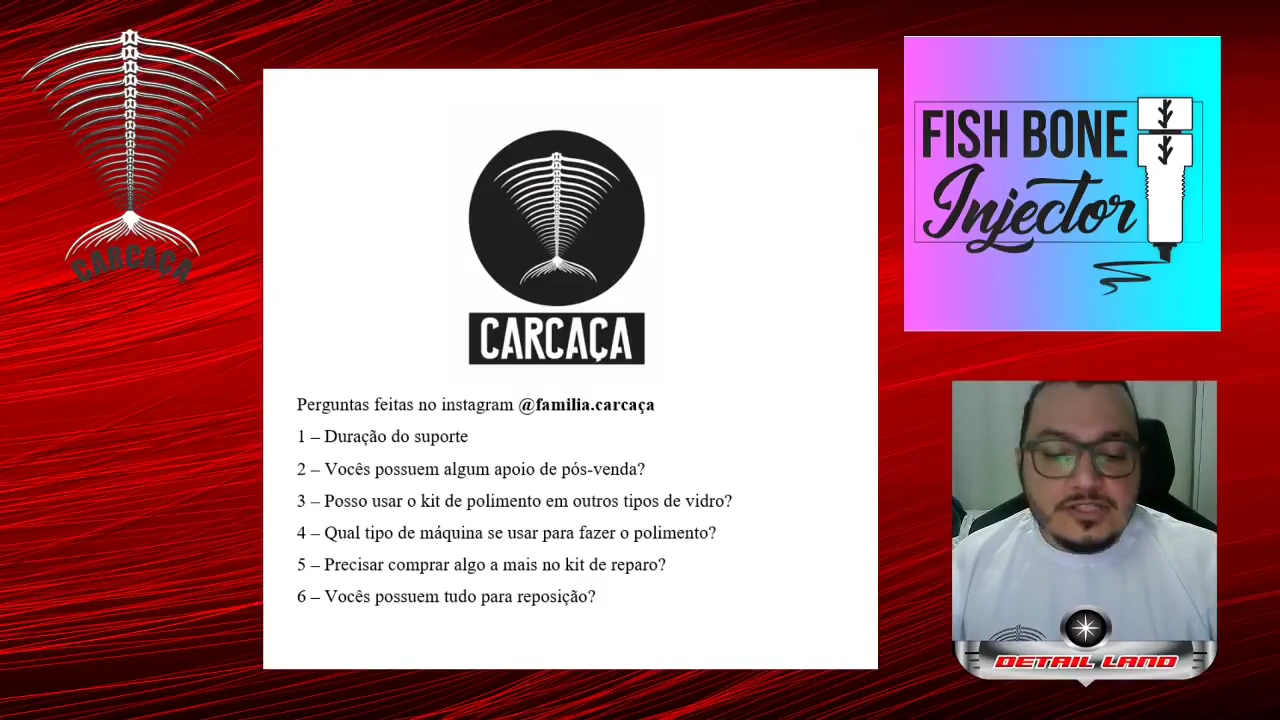 CARCAÇA
CARCAÇA
Perguntas feitas no instagram @familia.carcaça
1 – Duração do suporte
2 – Vocês possuem algum apoio de pós-venda?
3 – Posso usar o kit de polimento em outros tipos de vidro?
4 – Qual tipo de máquina se usar para fazer o polimento?
5 – Precisar comprar algo a mais no kit de reparo?
6 – Vocês possuem tudo para reposição?
FISH BONE
Injector
DETAIL LAND